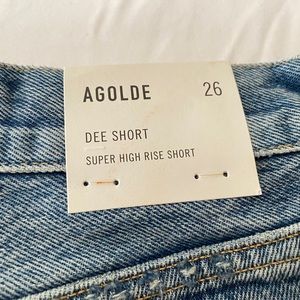 AGOLDE 26
DEE SHORT
SUPER HIGH RISE SHORT